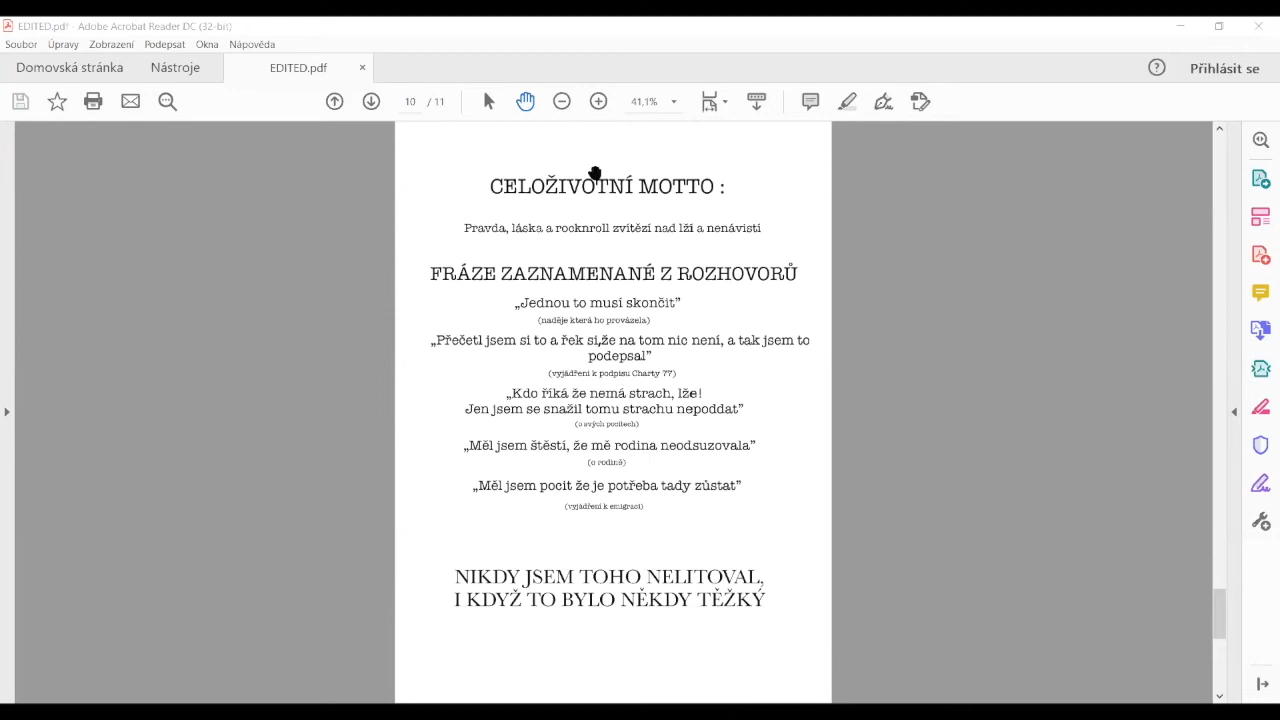 EDITED.pdf - Adobe Acrobat Reader DC (32-bit)
Soubor Úpravy Zobrazení Podepsat Okna Nápověda
Domovská stránka Nástroje EDITED.pdf × Přihlásit se
10 / 11 41,1%
CELOŽIVOTNÍ MOTTO :
Pravda, láska a rocknroll zvítězí nad lží a nenávistí
FRÁZE ZAZNAMENANÉ Z ROZHOVORŮ
„Jednou to musí skončit”
(naděje která ho provázela)
„Přečetl jsem si to a řek si,že na tom nic není, a tak jsem to
podepsal”
(vyjádření k podpisu Charty 77)
„Kdo říká že nemá strach, lže!
Jen jsem se snažil tomu strachu nepoddat”
(o svých pocitech)
„Měl jsem štěstí, že mě rodina neodsuzovala”
(o rodině)
„Měl jsem pocit že je potřeba tady zůstat”
(vyjádření k emigraci)
NIKDY JSEM TOHO NELITOVAL,
I KDYŽ TO BYLO NĚKDY TĚŽKÝ